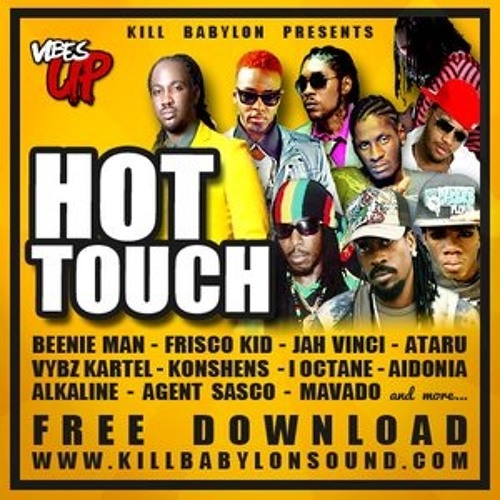 KILL BABYLON PRESENTS
VIBES
UP
HOT
TOUCH
BEENIE MAN - FRISCO KID - JAH VINCI - ATARU
VYBZ KARTEL - KONSHENS - I OCTANE - AIDONIA
ALKALINE - AGENT SASCO - MAVADO and more...
FREE DOWNLOAD
WWW.KILLBABYLONSOUND.COM